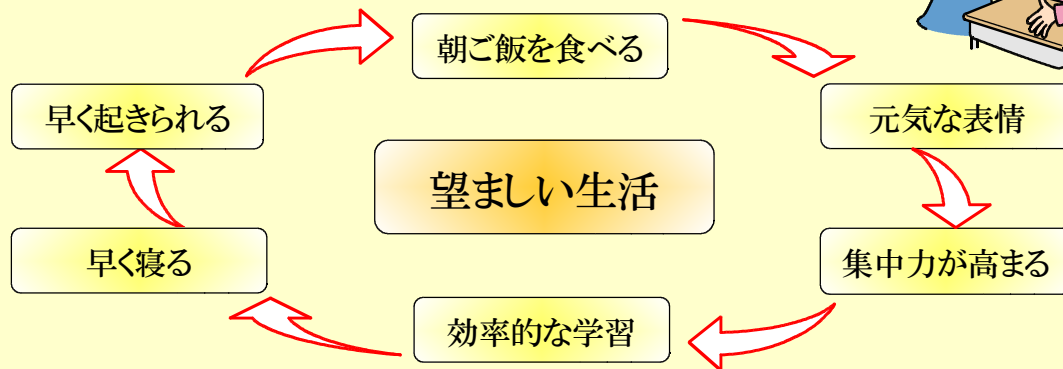 朝ご飯を食べる
早く起きられる
元気な表情
望ましい生活
早く寝る
集中力が高まる
効率的な学習